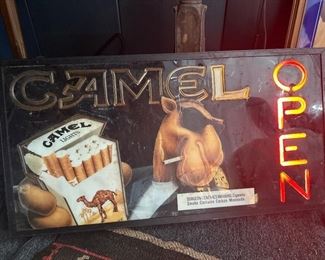 CAMEL
OPEN
CAMEL
LIGHTS
SURGEON GENERAL'S WARNING: Cigarette
Smoke Contains Carbon Monoxide.